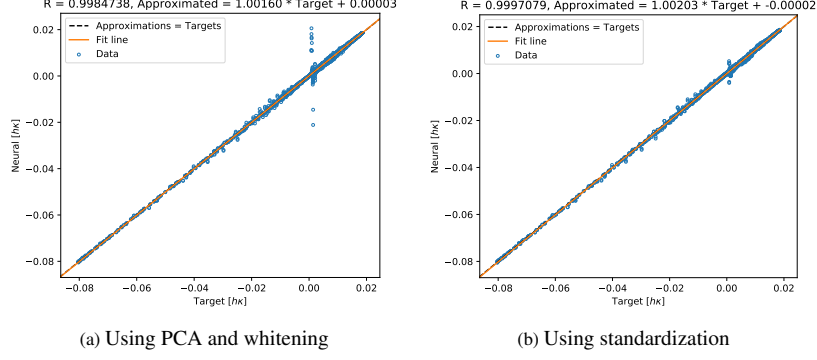 R = 0.9984738, Approximated = 1.00160 * Target + 0.00003
Approximations = Targets
Fit line
Data
0.02
0.00
−0.02
−0.04
−0.06
−0.08
Neural [hκ]
−0.08 −0.06 −0.04 −0.02 0.00 0.02
Target [hκ]
(a) Using PCA and whitening
R = 0.9997079, Approximated = 1.00203 * Target + -0.00002
Approximations = Targets
Fit line
Data
0.02
0.00
−0.02
−0.04
−0.06
−0.08
Neural [hκ]
−0.08 −0.06 −0.04 −0.02 0.00 0.02
Target [hκ]
(b) Using standardization